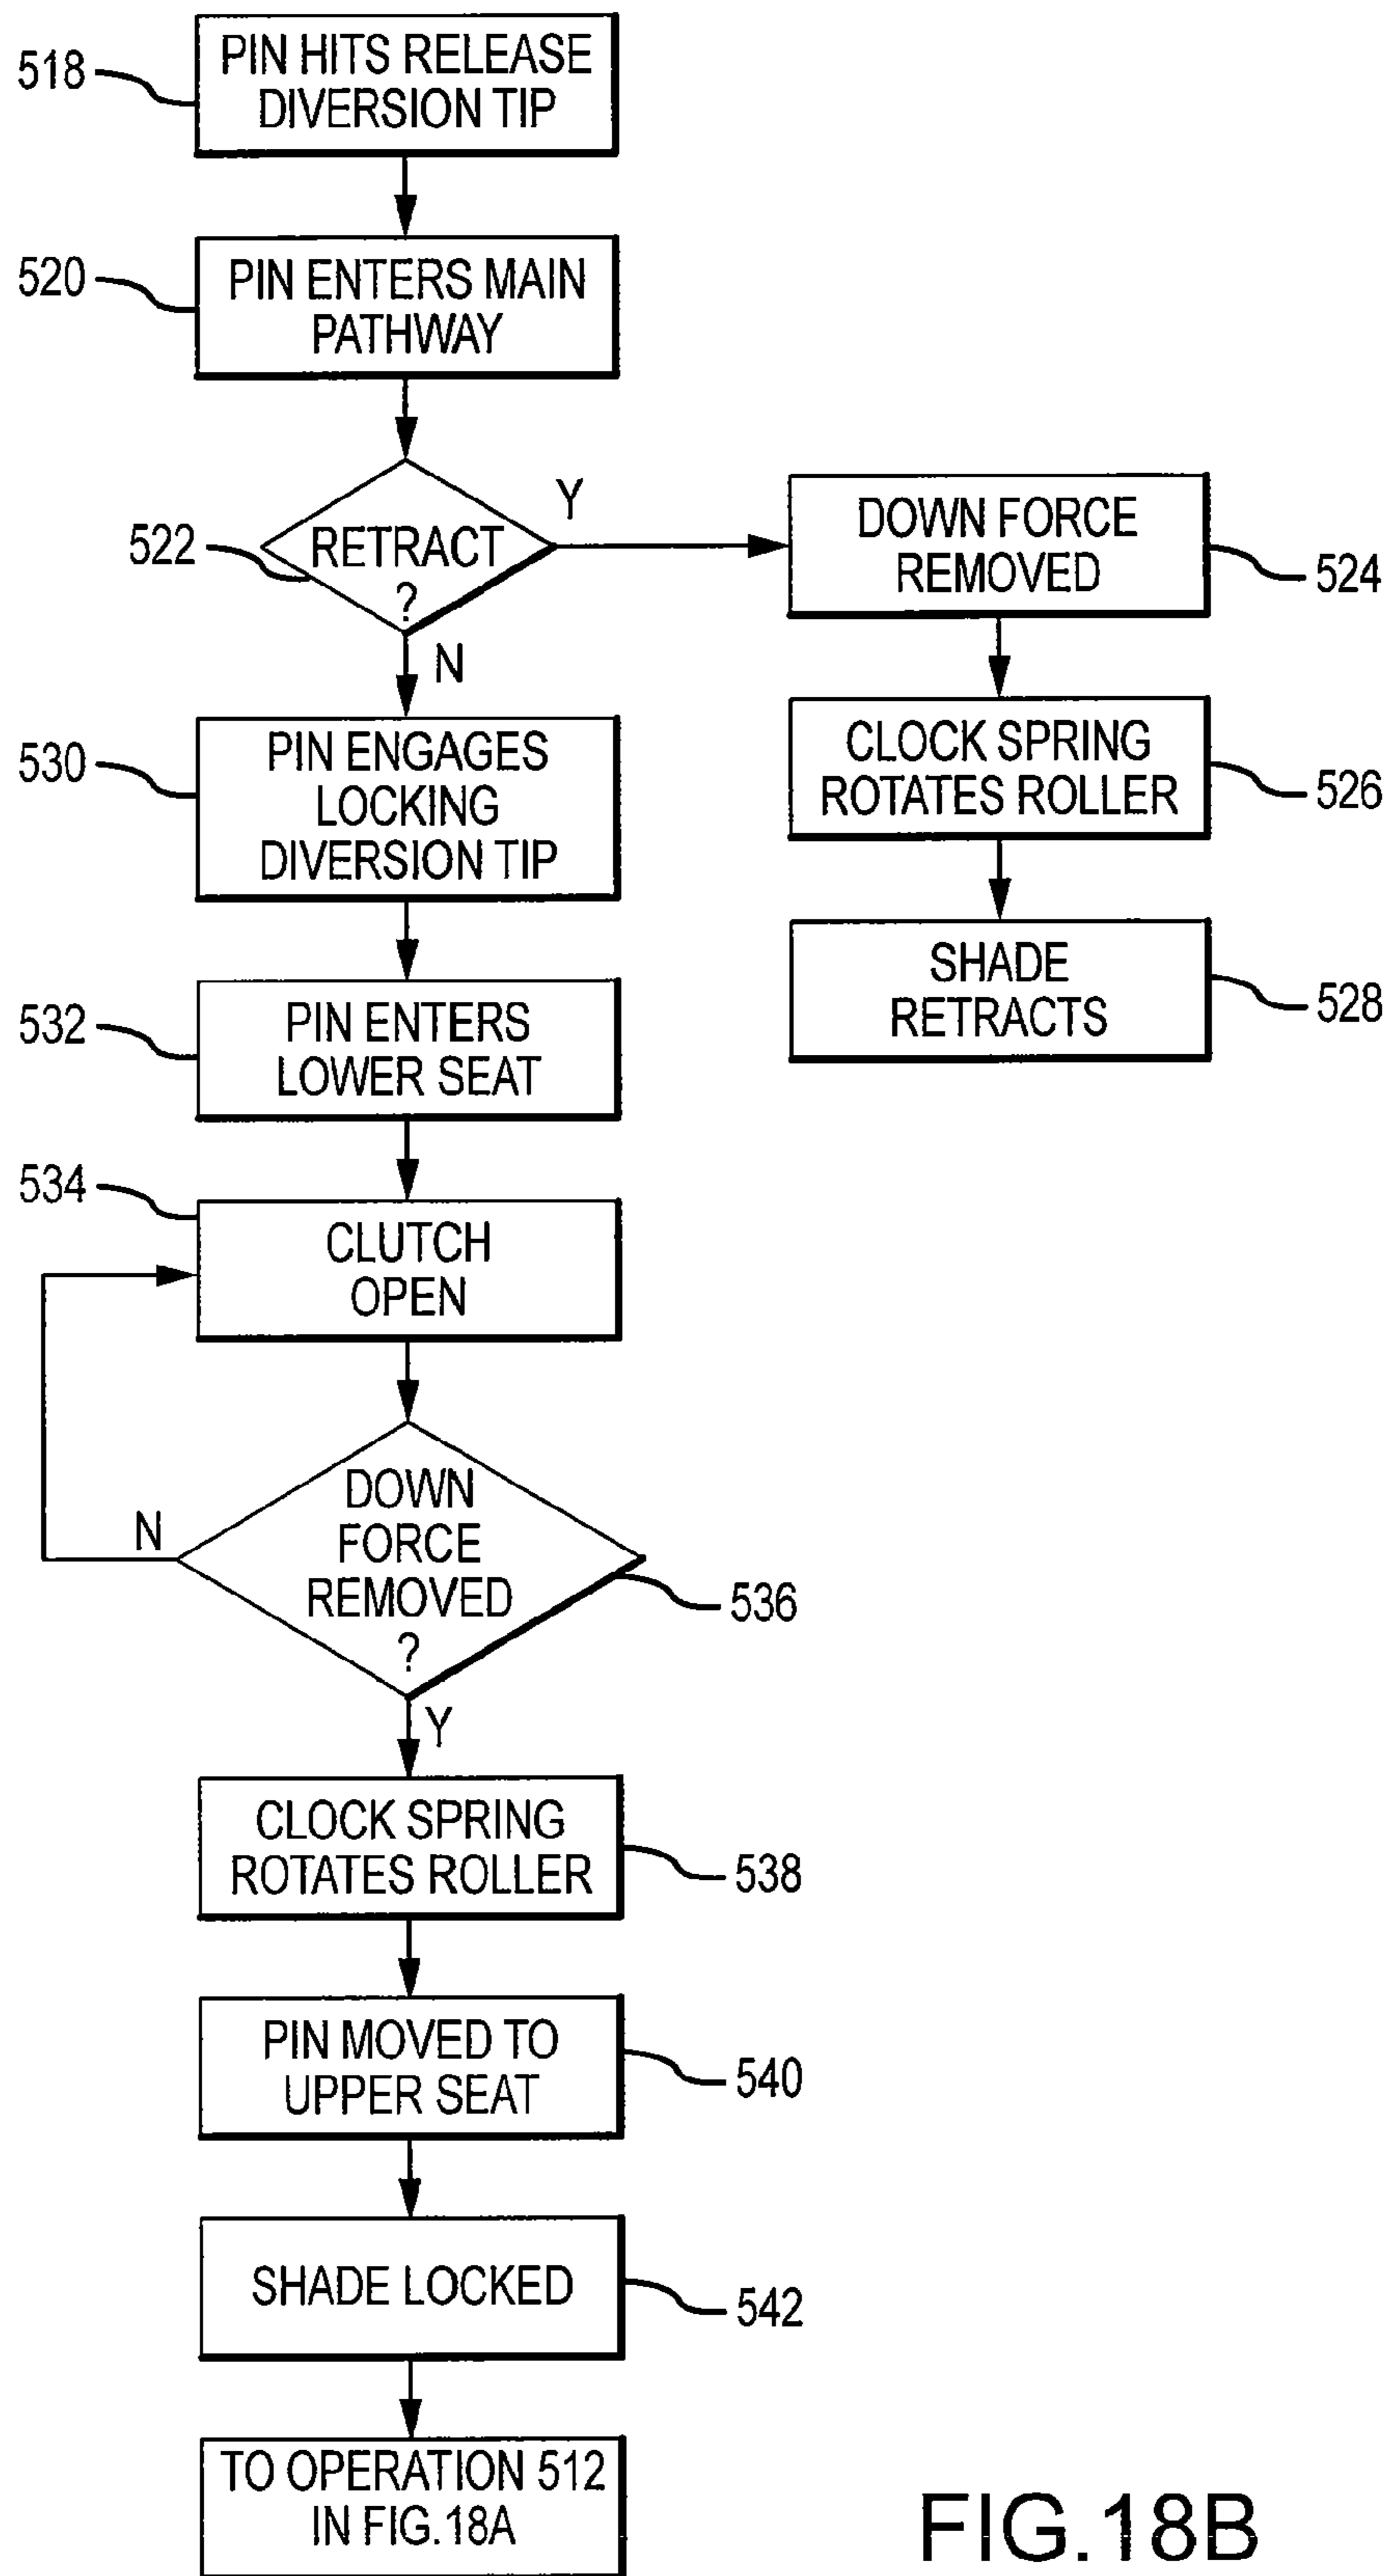 518
PIN HITS RELEASE
DIVERSION TIP
520
PIN ENTERS MAIN
PATHWAY
522
RETRACT
?
Y
N
DOWN FORCE
REMOVED
524
CLOCK SPRING
ROTATES ROLLER
526
SHADE
RETRACTS
528
530
PIN ENGAGES
LOCKING
DIVERSION TIP
532
PIN ENTERS
LOWER SEAT
534
CLUTCH
OPEN
DOWN
FORCE
REMOVED
?
N
536
Y
CLOCK SPRING
ROTATES ROLLER
538
PIN MOVED TO
UPPER SEAT
540
SHADE LOCKED
542
TO OPERATION 512
IN FIG.18A
FIG.18B